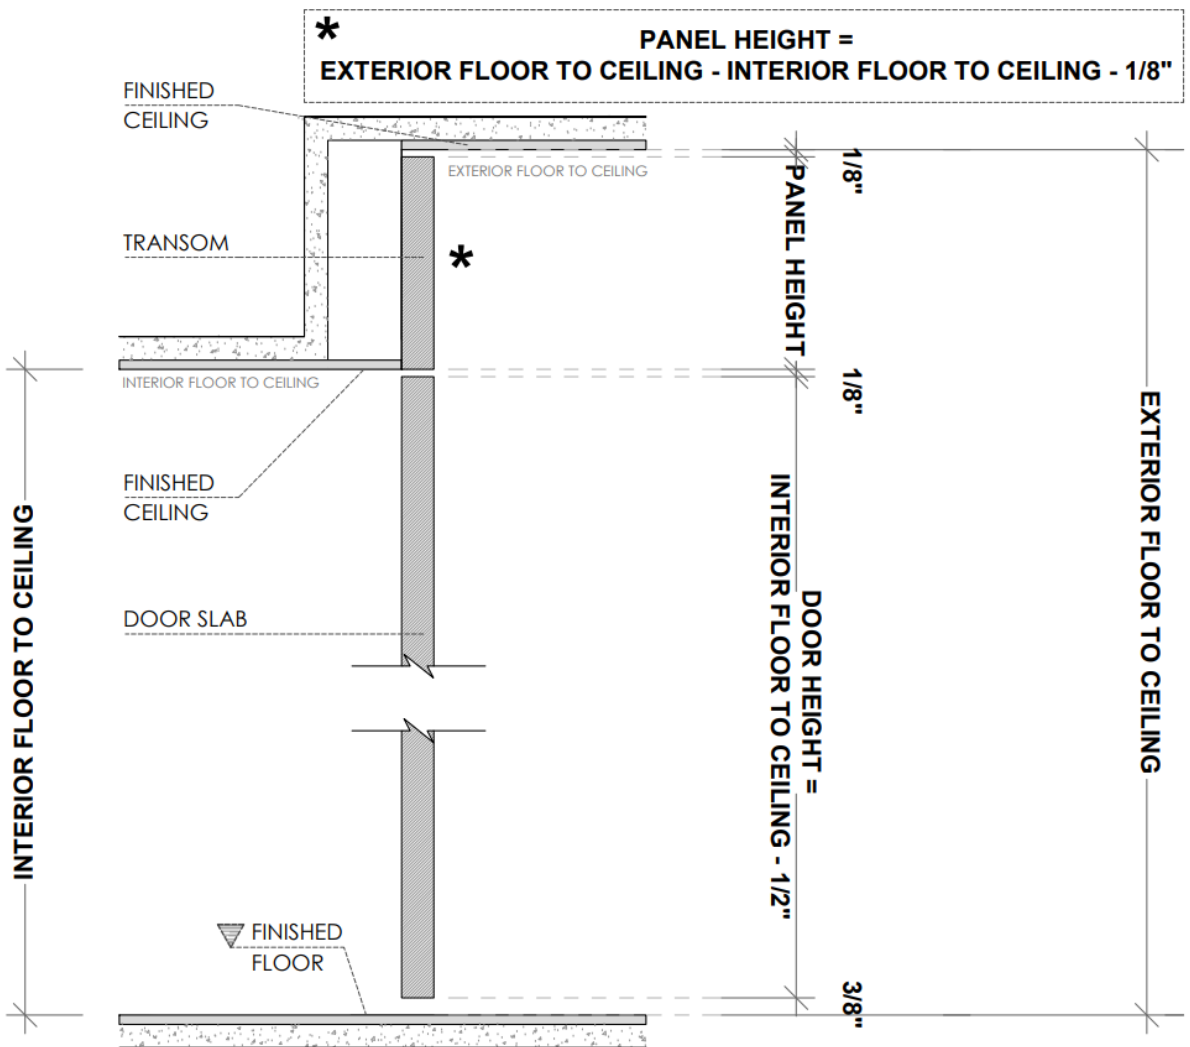 *
PANEL HEIGHT =
EXTERIOR FLOOR TO CEILING - INTERIOR FLOOR TO CEILING - 1/8"
FINISHED
CEILING
EXTERIOR FLOOR TO CEILING
1/8"
PANEL HEIGHT
TRANSOM
*
INTERIOR FLOOR TO CEILING
1/8"
FINISHED
CEILING
INTERIOR FLOOR TO CEILING
DOOR HEIGHT =
INTERIOR FLOOR TO CEILING - 1/2"
EXTERIOR FLOOR TO CEILING
DOOR SLAB
FINISHED
FLOOR
3/8"